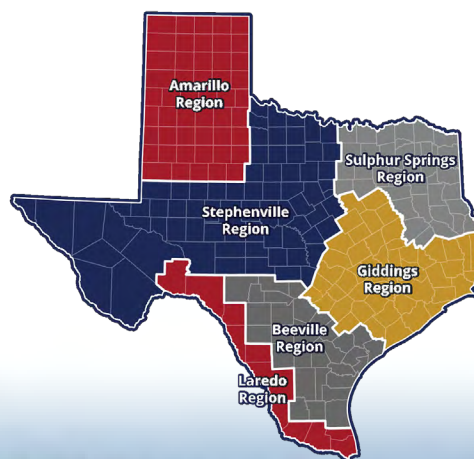 Amarillo
Region
Sulphur Springs
Region
Stephenville
Region
Giddings
Region
Beeville
Region
Laredo
Region